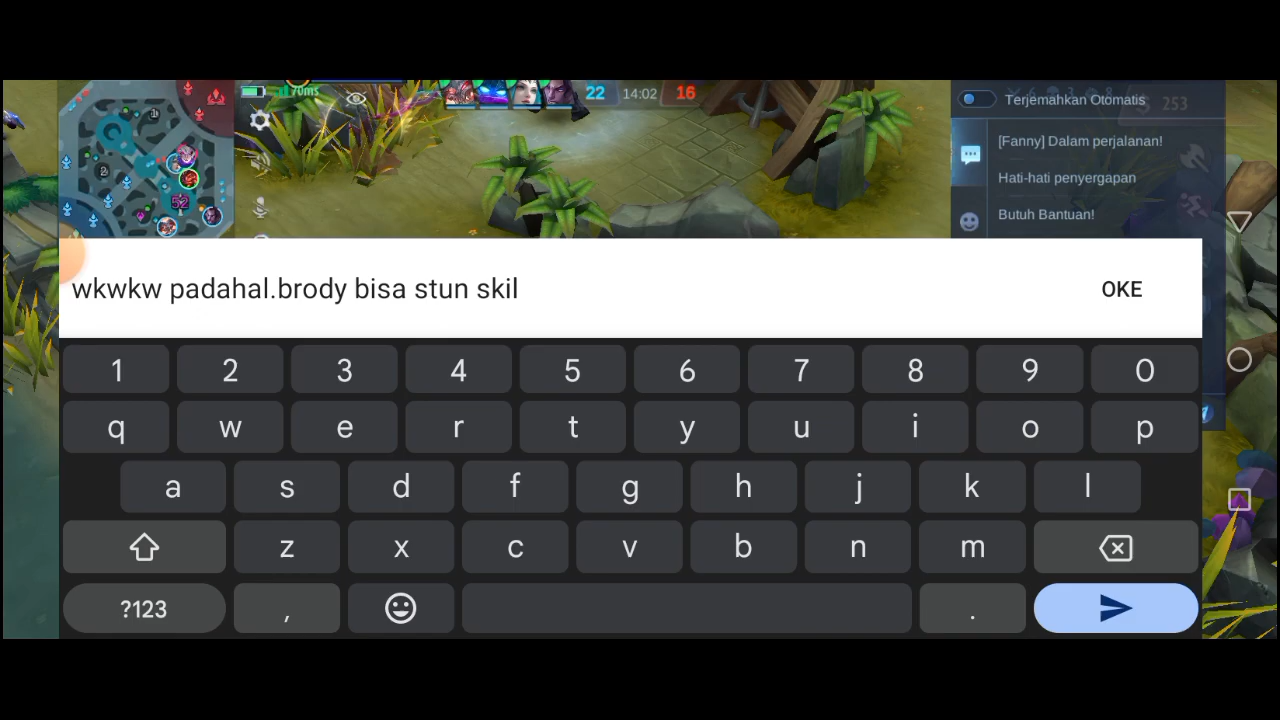 70ms
22 14:02 16
Terjemahkan Otomatis
253
[Fanny] Dalam perjalanan!
Hati-hati penyergapan
Butuh Bantuan!
wkwkw padahal.brody bisa stun skil
OKE
1 2 3 4 5 6 7 8 9 0
q w e r t y u i o p
a s d f g h j k l
z x c v b n m
?123 , .